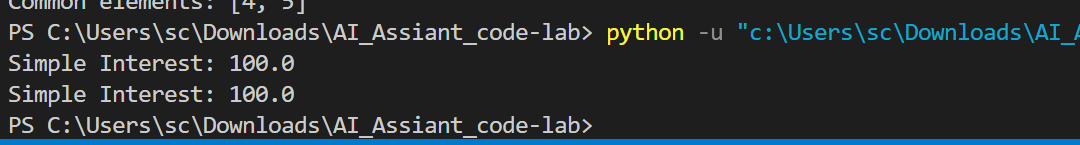 Common elements: [4, 5]
PS C:\Users\sc\Downloads\AI_Assiant_code-lab> python -u "c:\Users\sc\Downloads\AI_A
Simple Interest: 100.0
Simple Interest: 100.0
PS C:\Users\sc\Downloads\AI_Assiant_code-lab>